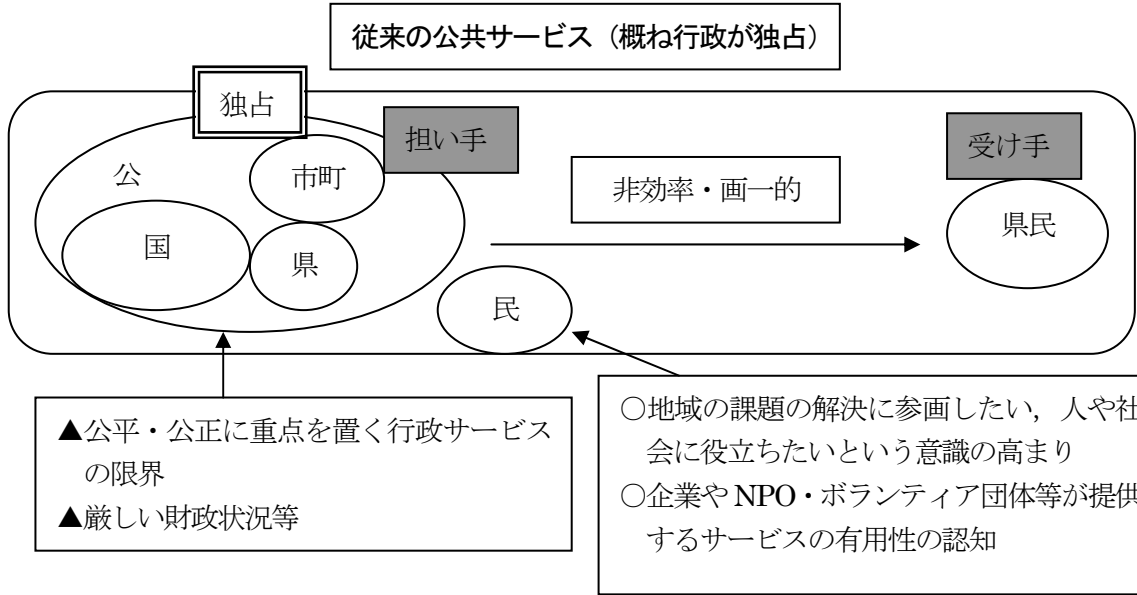 従来の公共サービス（概ね行政が独占）
独占
担い手
受け手
公
市町
非効率・画一的
県民
国
県
民
▲公平・公正に重点を置く行政サービス
の限界
▲厳しい財政状況等
○地域の課題の解決に参画したい，人や社
会に役立ちたいという意識の高まり
○企業や NPO・ボランティア団体等が提供
するサービスの有用性の認知